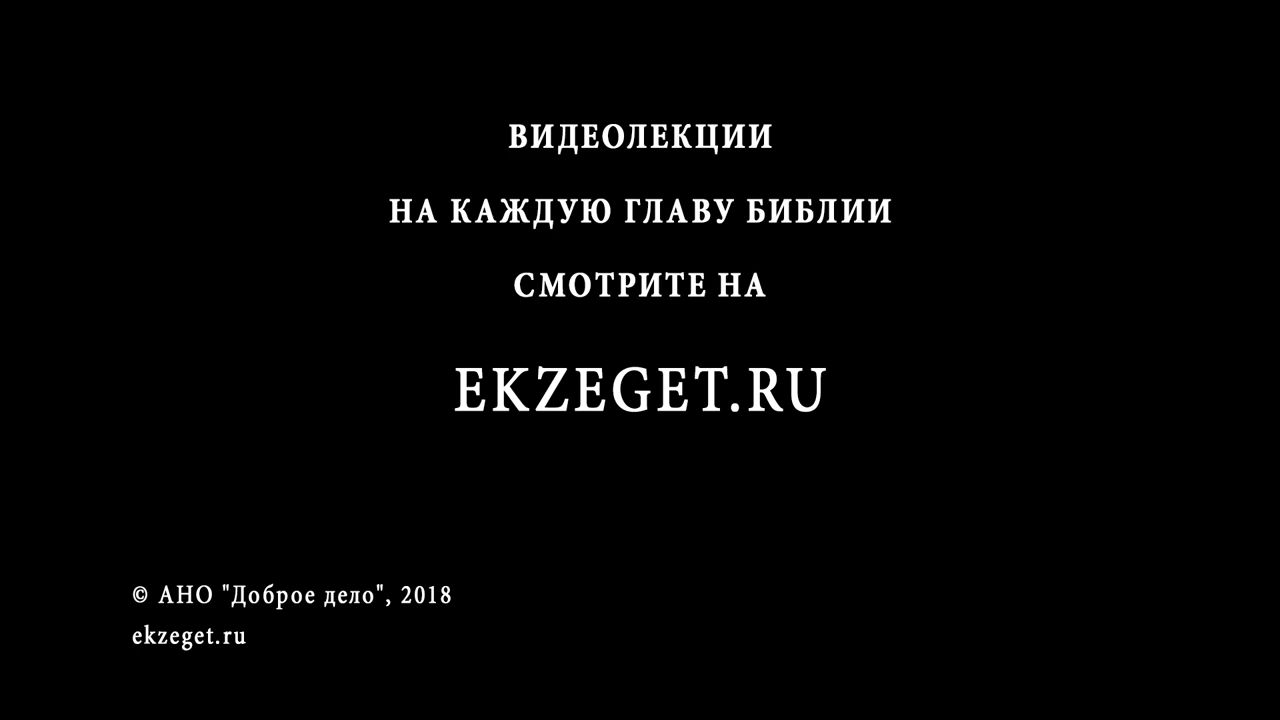 ВИДЕОЛЕКЦИИ
НА КАЖДУЮ ГЛАВУ БИБЛИИ
СМОТРИТЕ НА
EKZEGET.RU
© АНО "Доброе дело", 2018
ekzeget.ru